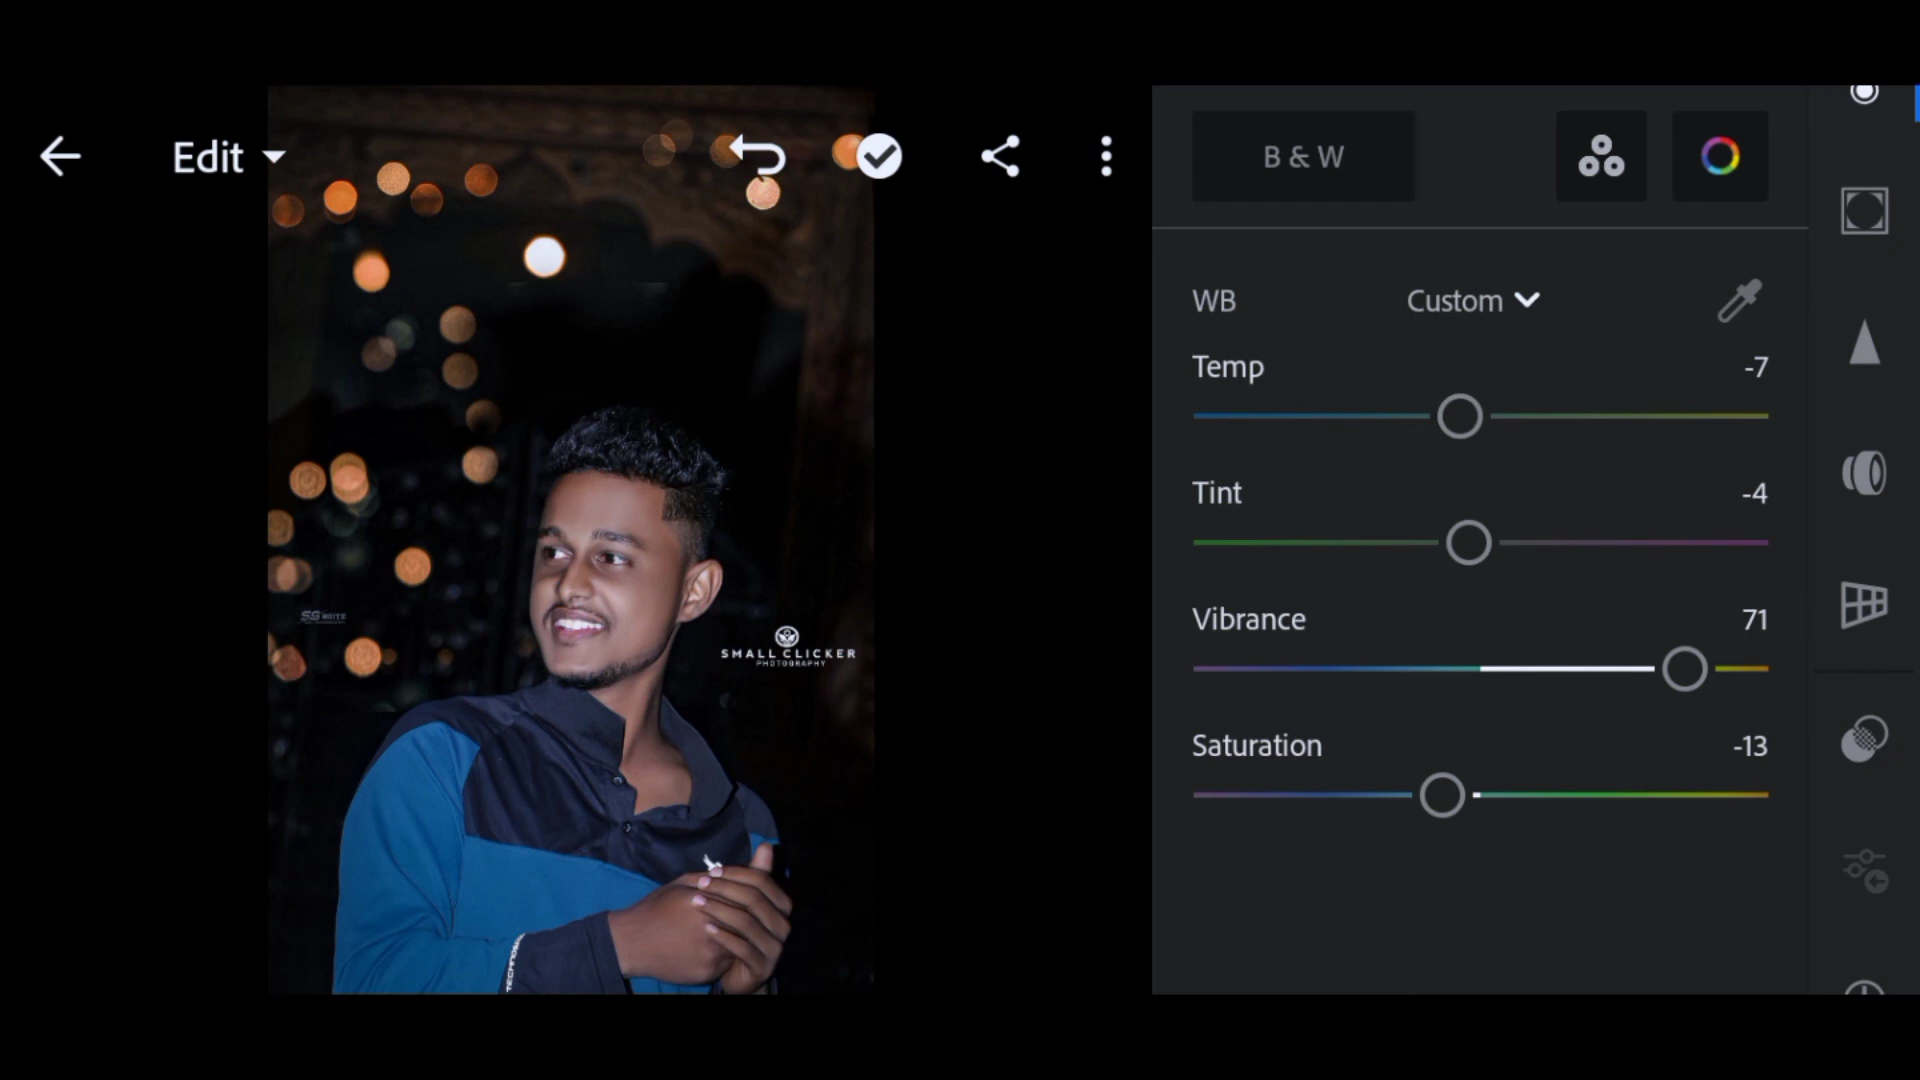 Edit
B & W
WB
Custom
Temp
-7
Tint
-4
Vibrance
71
Saturation
-13
SMALL CLICKER
PHOTOGRAPHY